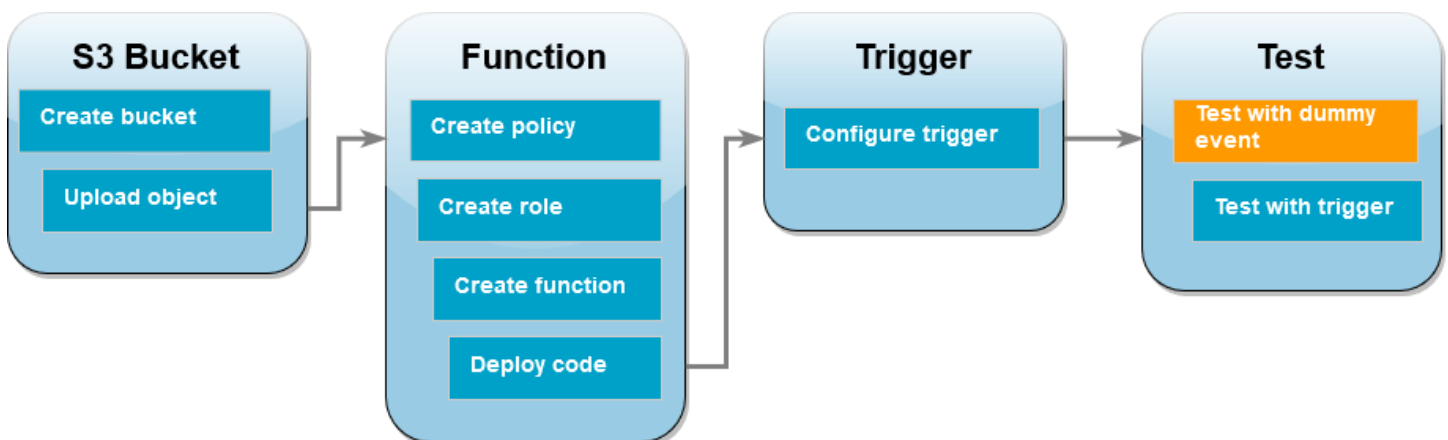 S3 Bucket
Create bucket
Upload object
Function
Create policy
Create role
Create function
Deploy code
Trigger
Configure trigger
Test
Test with dummy
event
Test with trigger